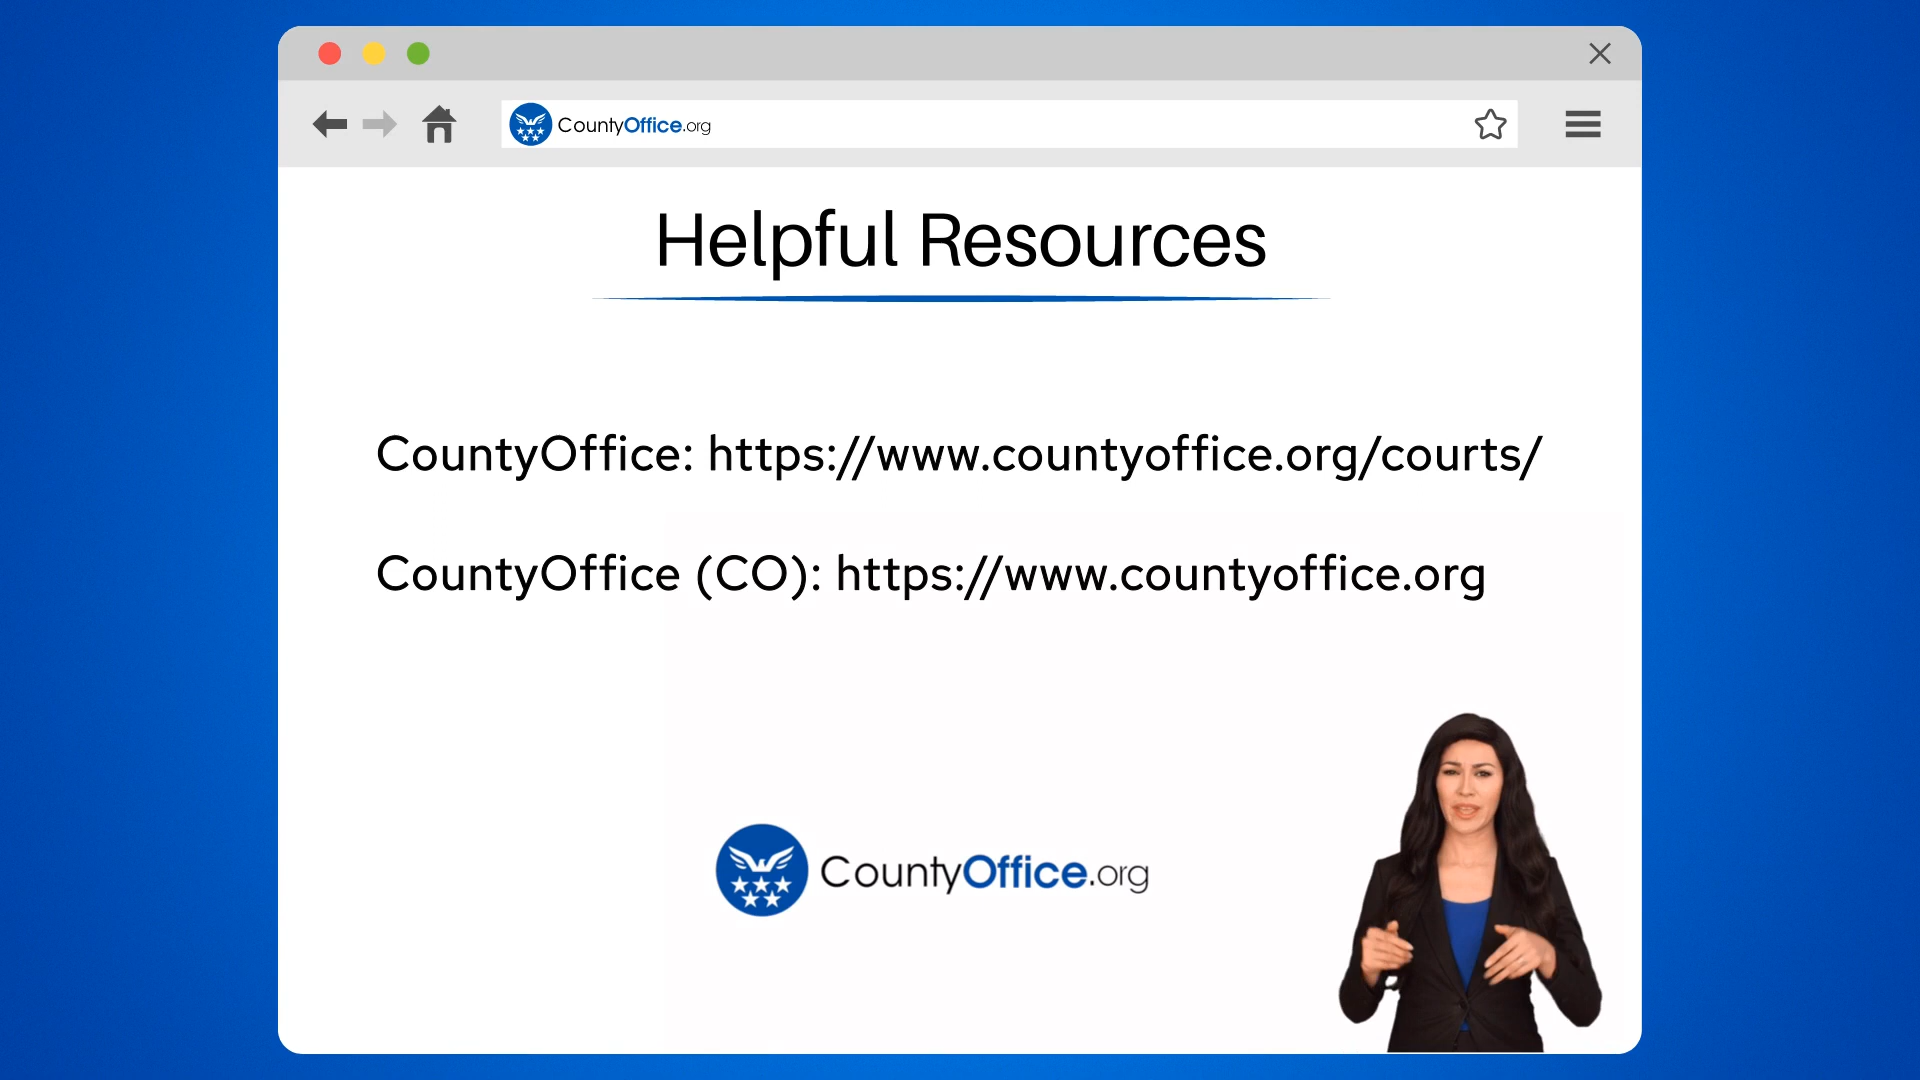 CountyOffice.org
Helpful Resources
CountyOffice: https://www.countyoffice.org/courts/
CountyOffice (CO): https://www.countyoffice.org
CountyOffice.org